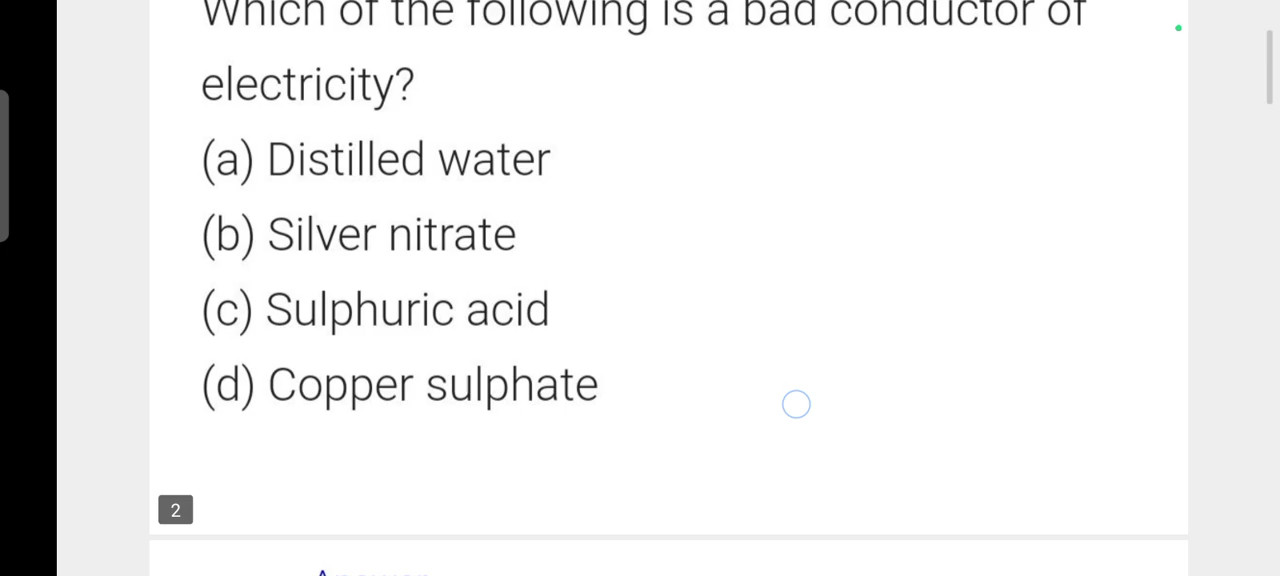 Which of the following is a bad conductor of
electricity?
(a) Distilled water
(b) Silver nitrate
(c) Sulphuric acid
(d) Copper sulphate
2